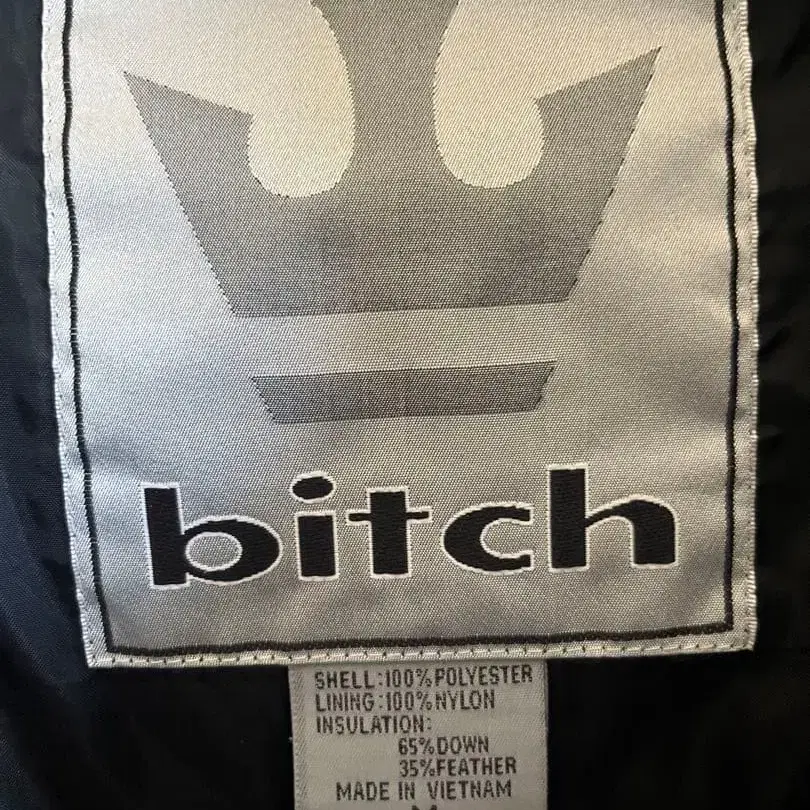 bitch
SHELL:100%POLYESTER
LINING:100%NYLON
INSULATION:
65%DOWN
35%FEATHER
MADE IN VIETNAM